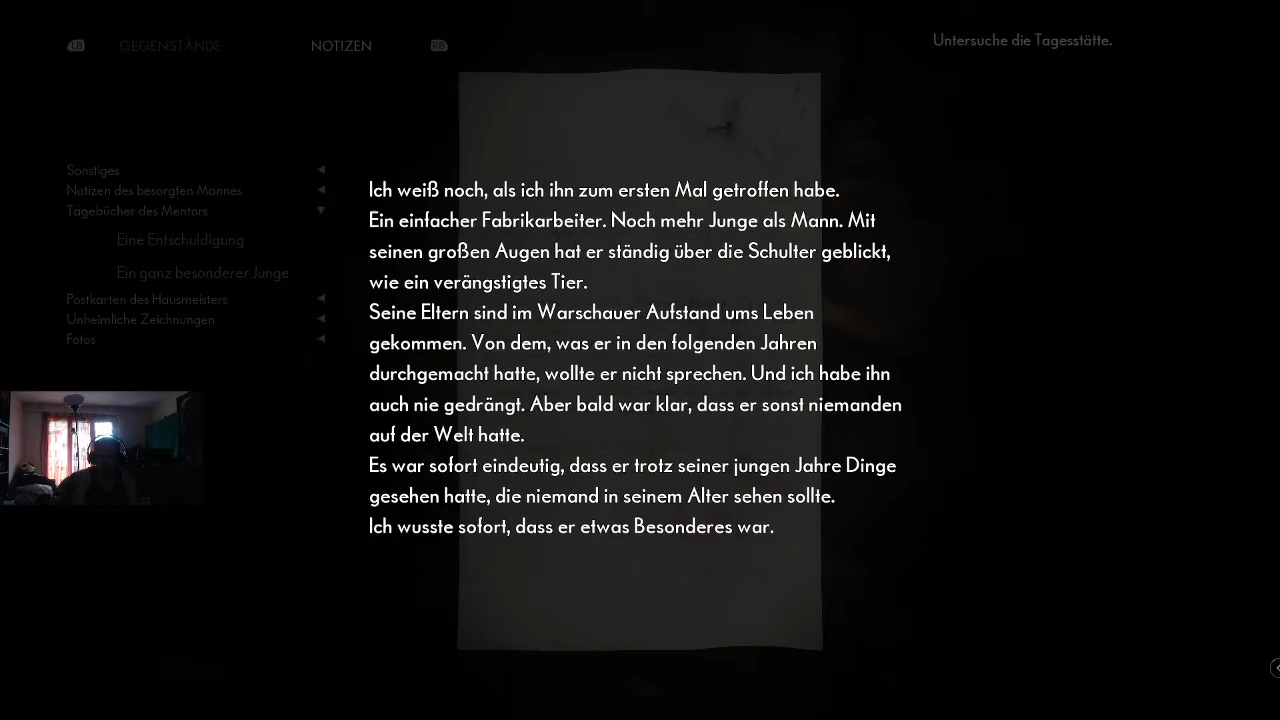 LB GEGENSTÄNDE NOTIZEN RB
Untersuche die Tagesstätte.
Sonstiges
Notizen des besorgten Mannes
Tagebücher des Mentors
Eine Entschuldigung
Ein ganz besonderer Junge
Postkarten des Hausmeisters
Unheimliche Zeichnungen
Fotos
Ich weiß noch, als ich ihn zum ersten Mal getroffen habe.
Ein einfacher Fabrikarbeiter. Noch mehr Junge als Mann. Mit
seinen großen Augen hat er ständig über die Schulter geblickt,
wie ein verängstigtes Tier.
Seine Eltern sind im Warschauer Aufstand ums Leben
gekommen. Von dem, was er in den folgenden Jahren
durchgemacht hatte, wollte er nicht sprechen. Und ich habe ihn
auch nie gedrängt. Aber bald war klar, dass er sonst niemanden
auf der Welt hatte.
Es war sofort eindeutig, dass er trotz seiner jungen Jahre Dinge
gesehen hatte, die niemand in seinem Alter sehen sollte.
Ich wusste sofort, dass er etwas Besonderes war.